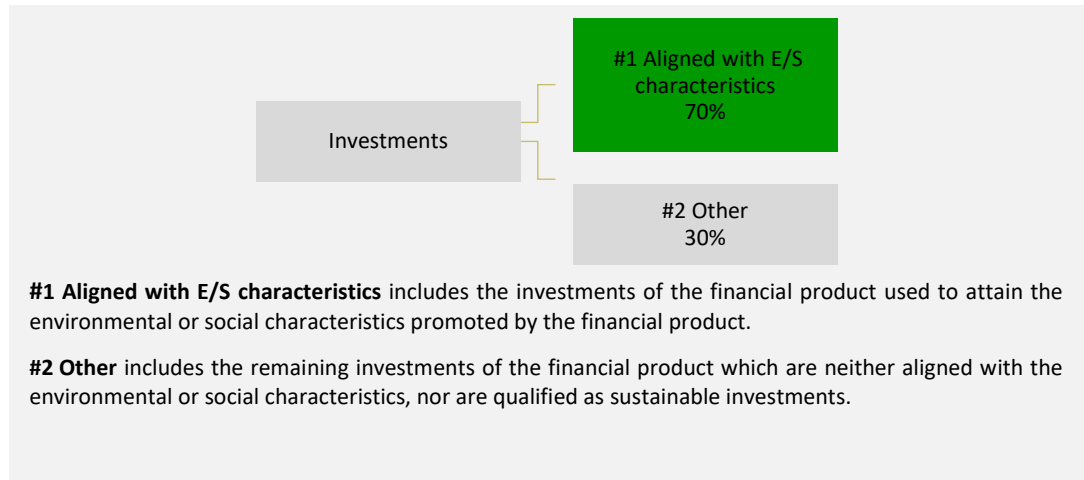 #1 Aligned with E/S
characteristics
70%
Investments
#2 Other
30%
#1 Aligned with E/S characteristics includes the investments of the financial product used to attain the
environmental or social characteristics promoted by the financial product.
#2 Other includes the remaining investments of the financial product which are neither aligned with the
environmental or social characteristics, nor are qualified as sustainable investments.